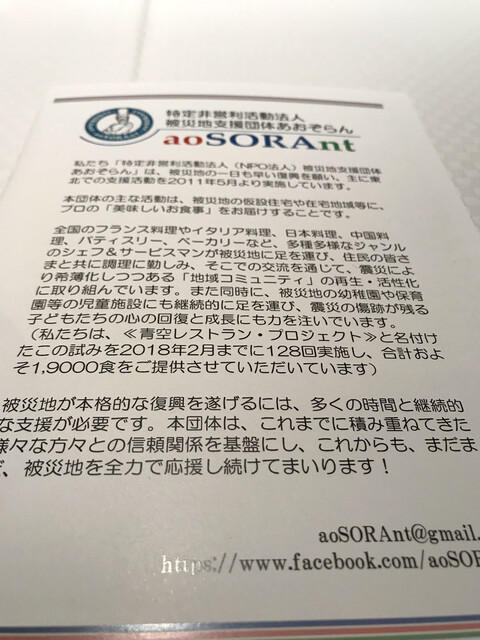 特定非営利活動法人
被災地支援団体あおぞらん
aoSORAnt
私たち「特定非営利活動法人（NPO法人）被災地支援団体
あおぞらん」は、被災地の一日も早い復興を願い、主に東
北での支援活動を2011年5月より実施しています。
本団体の主な活動は、被災地の仮設住宅や在宅地域等に、
プロの「美味しいお食事」をお届けすることです。
全国のフランス料理やイタリア料理、日本料理、中国料
理、パティスリー、ベーカリーなど、多種多様なジャンル
のシェフ＆サービスマンが被災地に足を運び、住民の皆さ
まと共に調理に勤しみ、そこでの交流を通じて、震災によ
り希薄化しつつある「地域コミュニティ」の再生・活性化
に取り組んでいます。また同時に、被災地の幼稚園や保育
園等の児童施設にも継続的に足を運び、震災の傷跡が残る
子どもたちの心の回復と成長にも力を注いでいます。
（私たちは、≪青空レストラン・プロジェクト≫と名付け
たこの試みを2018年2月までに128回実施し、合計およ
そ1,9000食をご提供させていただいています）
被災地が本格的な復興を遂げるには、多くの時間と継続的
な支援が必要です。本団体は、これまでに積み重ねてきた
様々な方々との信頼関係を基盤にし、これからも、まだま
だ、被災地を全力で応援し続けてまいります！
aoSORAnt@gmail.
https://www.facebook.com/aoSOR